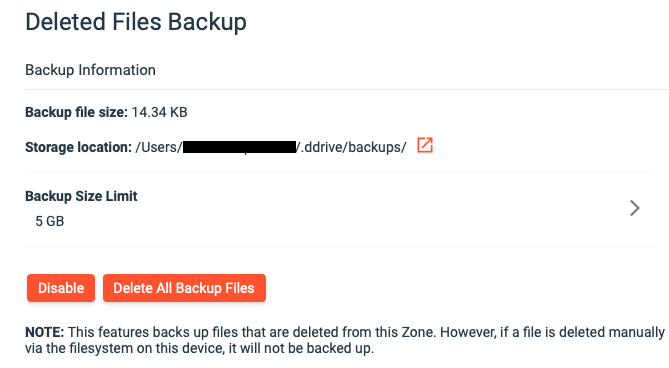 Deleted Files Backup
Backup Information
Backup file size: 14.34 KB
Storage location: /Users/ /.ddrive/backups/
Backup Size Limit
5 GB
Disable Delete All Backup Files
NOTE: This features backs up files that are deleted from this Zone. However, if a file is deleted manually
via the filesystem on this device, it will not be backed up.